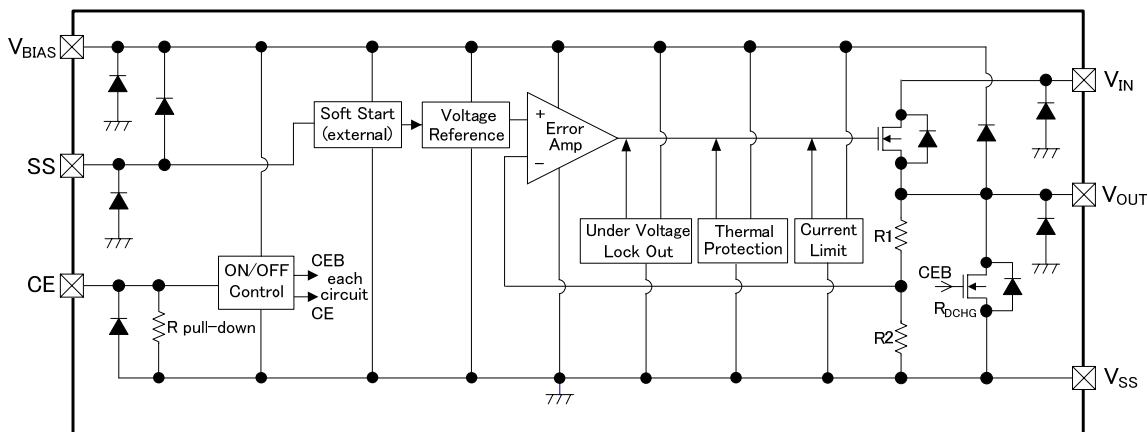 VBIAS
VIN
Soft Start
(external)
Voltage
Reference
+
Error
Amp
−
SS
VOUT
Under Voltage
Lock Out
Thermal
Protection
Current
Limit
R1
CE
ON/OFF
Control
CEB
each
circuit
CE
CEB
RDCHG
R pull-down
R2
VSS